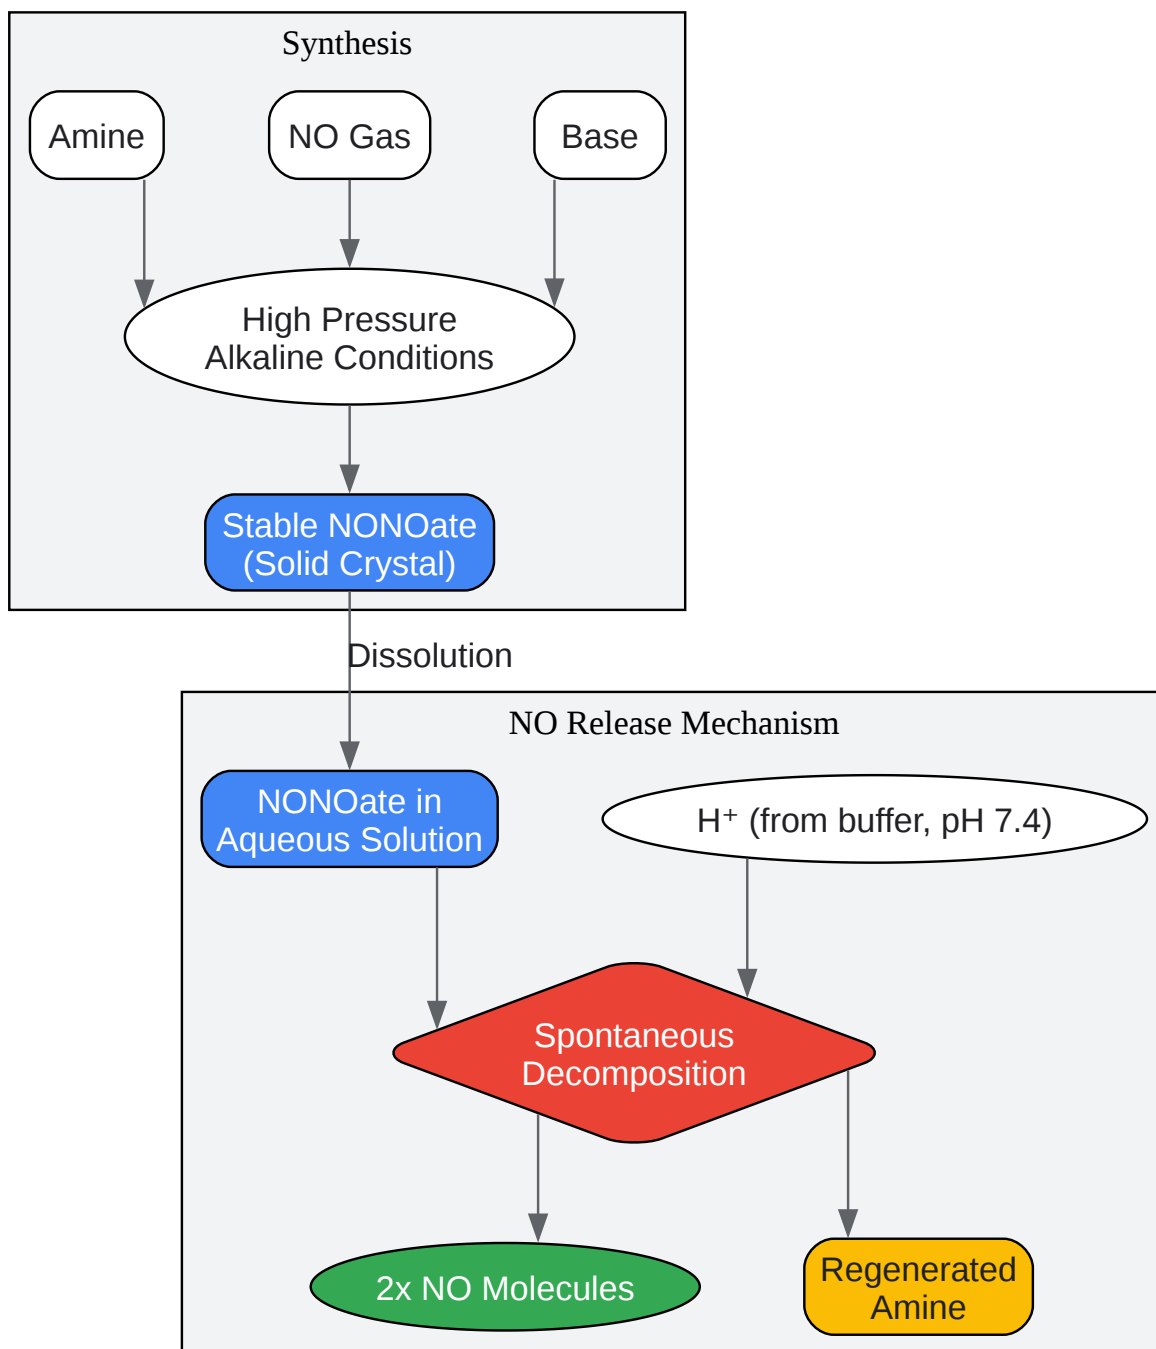 Synthesis
Amine
NO Gas
Base
High Pressure
Alkaline Conditions
Stable NONOate
(Solid Crystal)
Dissolution
NO Release Mechanism
NONOate in
Aqueous Solution
H⁺ (from buffer, pH 7.4)
Spontaneous
Decomposition
2x NO Molecules
Regenerated
Amine